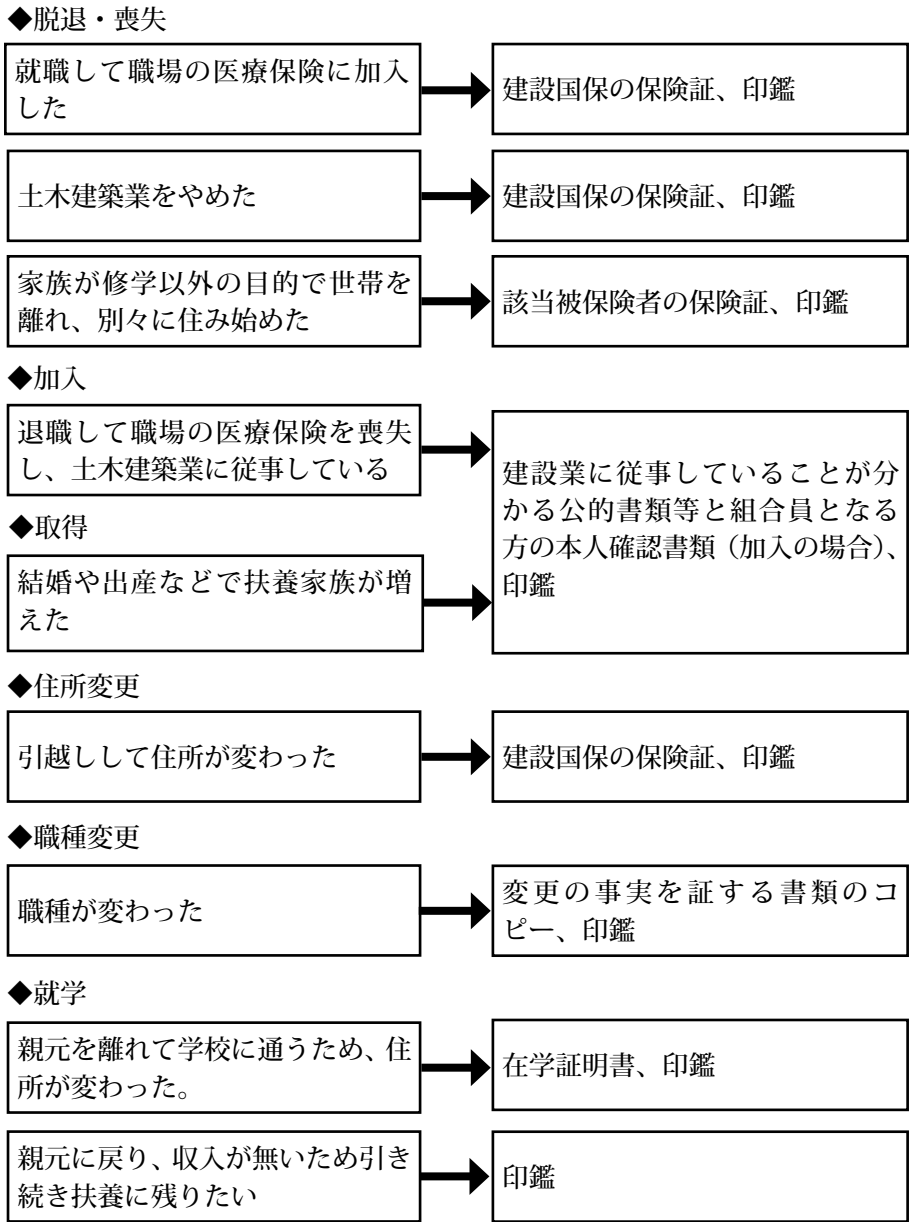 ◆脱退・喪失
就職して職場の医療保険に加入
した
建設国保の保険証、印鑑
土木建築業をやめた
建設国保の保険証、印鑑
家族が修学以外の目的で世帯を
離れ、別々に住み始めた
該当被保険者の保険証、印鑑
◆加入
退職して職場の医療保険を喪失
し、土木建築業に従事している
◆取得
結婚や出産などで扶養家族が増
えた
建設業に従事していることが分
かる公的書類等と組合員となる
方の本人確認書類（加入の場合）、
印鑑
◆住所変更
引越しして住所が変わった
建設国保の保険証、印鑑
◆職種変更
職種が変わった
変更の事実を証する書類のコ
ピー、印鑑
◆就学
親元を離れて学校に通うため、住
所が変わった。
在学証明書、印鑑
親元に戻り、収入が無いため引き
続き扶養に残りたい
印鑑